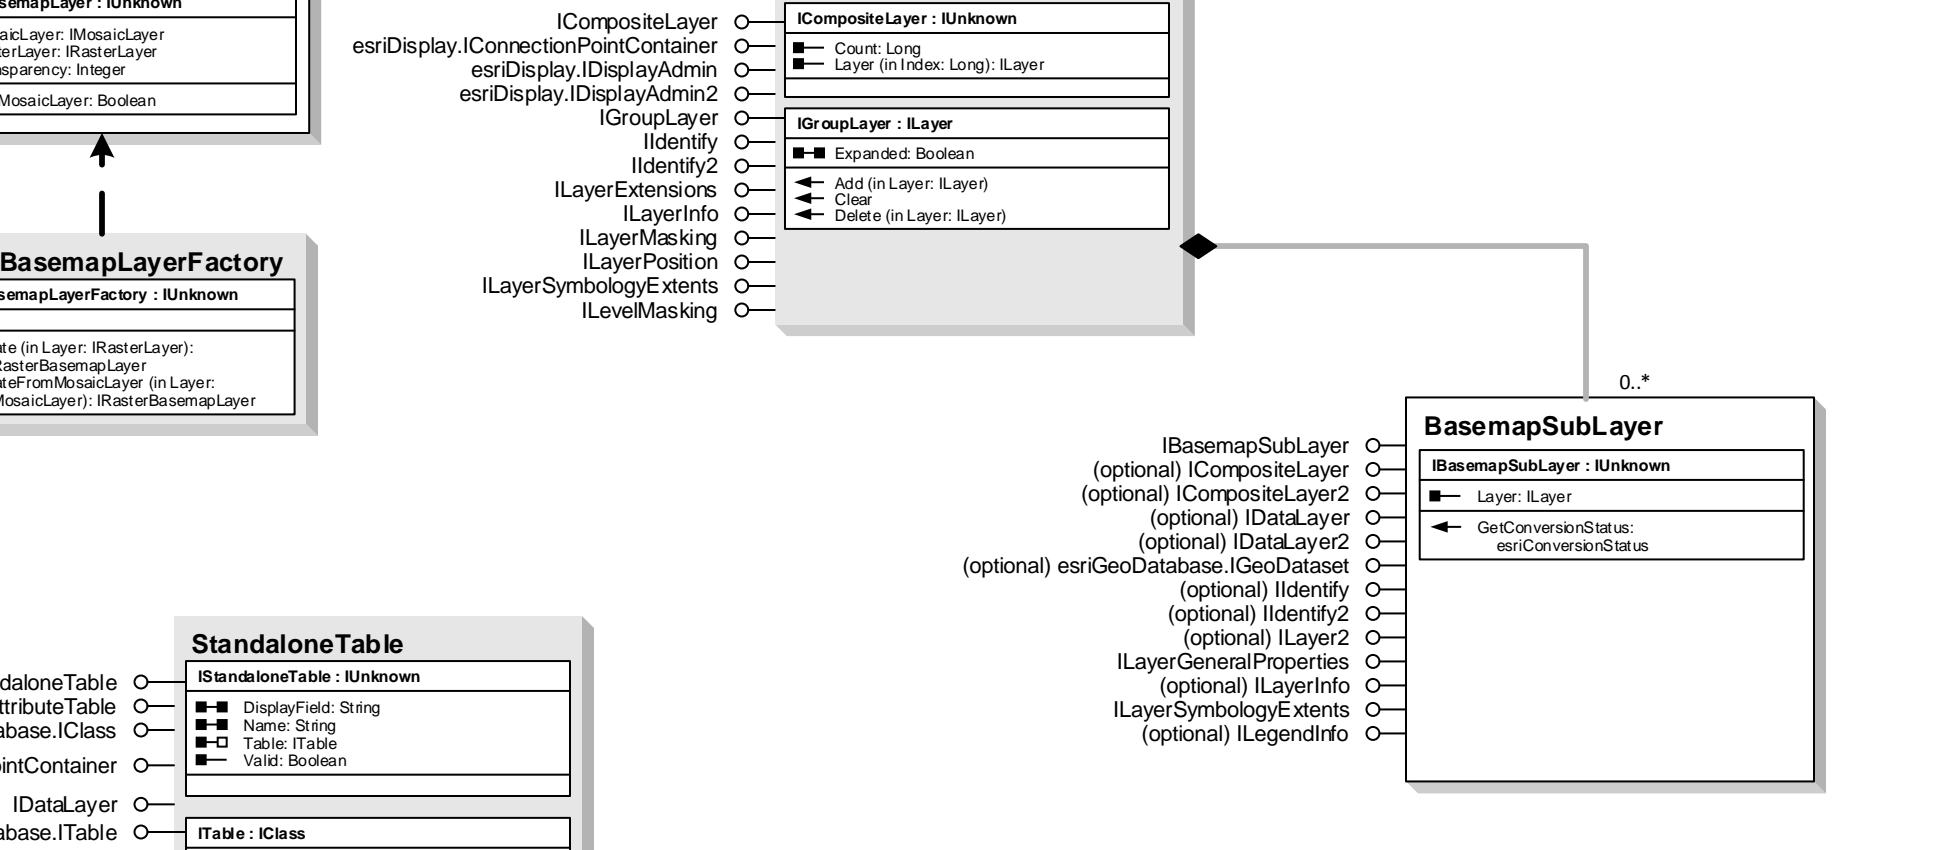 semapLayer : IUnknown
aicLayer: IMosaicLayer
terLayer: IRasterLayer
sparency: Integer
MosaicLayer: Boolean
BasemapLayerFactory
semapLayerFactory : IUnknown
ate (in Layer: IRasterLayer):
RasterBasemapLayer
ateFromMosaicLayer (in Layer:
MosaicLayer): IRasterBasemapLayer
ICompositeLayer
esriDisplay.IConnectionPointContainer
esriDisplay.IDisplayAdmin
esriDisplay.IDisplayAdmin2
IGroupLayer
IIdentify
IIdentify2
ILayerExtensions
ILayerInfo
ILayerMasking
ILayerPosition
ILayerSymbologyExtents
ILevelMasking
ICompositeLayer : IUnknown
Count: Long
Layer (in Index: Long): ILayer
IGroupLayer : ILayer
Expanded: Boolean
Add (in Layer: ILayer)
Clear
Delete (in Layer: ILayer)
0..*
IBasemapSubLayer
(optional) ICompositeLayer
(optional) ICompositeLayer2
(optional) IDataLayer
(optional) IDataLayer2
(optional) esriGeoDatabase.IGeoDataset
(optional) IIdentify
(optional) IIdentify2
(optional) ILayer2
ILayerGeneralProperties
(optional) ILayerInfo
ILayerSymbologyExtents
(optional) ILegendInfo
BasemapSubLayer
IBasemapSubLayer : IUnknown
Layer: ILayer
GetConversionStatus:
esriConversionStatus
daloneTable
ttributeTable
abase.IClass
ointContainer
IDataLayer
abase.ITable
StandaloneTable
IStandaloneTable : IUnknown
DisplayField: String
Name: String
Table: ITable
Valid: Boolean
ITable : IClass